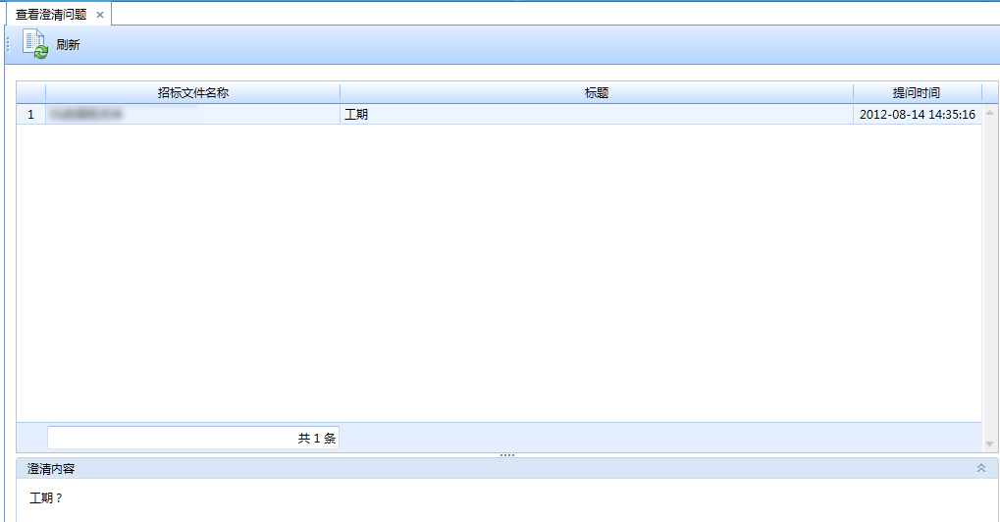 查看澄清问题
刷新
招标文件名称 标题 提问时间
1 工期 2012-08-14 14:35:16
共 1 条
澄清内容
工期？